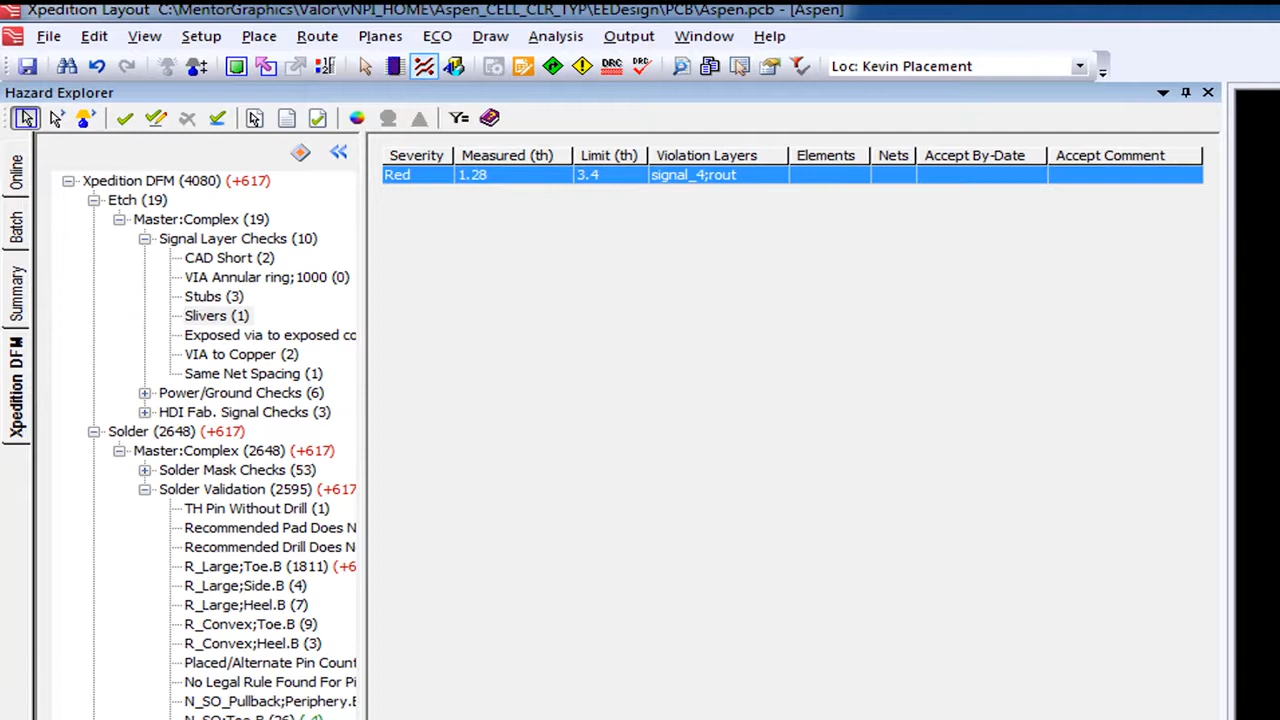 Xpedition Layout C:\MentorGraphics\Valor\vNPI_HOME\Aspen_CELL_CLR_TYP\EEDesign\PCB\Aspen.pcb - [Aspen]
File Edit View Setup Place Route Planes ECO Draw Analysis Output Window Help
DRC DRC Loc: Kevin Placement
Hazard Explorer
Online
Batch
Summary
Xpedition DFM
Xpedition DFM (4080) (+617)
Etch (19)
Master:Complex (19)
Signal Layer Checks (10)
CAD Short (2)
VIA Annular ring;1000 (0)
Stubs (3)
Slivers (1)
Exposed via to exposed co
VIA to Copper (2)
Same Net Spacing (1)
Power/Ground Checks (6)
HDI Fab. Signal Checks (3)
Solder (2648) (+617)
Master:Complex (2648) (+617)
Solder Mask Checks (53)
Solder Validation (2595) (+617
TH Pin Without Drill (1)
Recommended Pad Does N
Recommended Drill Does N
R_Large;Toe.B (1811) (+6
R_Large;Side.B (4)
R_Large;Heel.B (7)
R_Convex;Toe.B (9)
R_Convex;Heel.B (3)
Placed/Alternate Pin Count
No Legal Rule Found For Pi
N_SO_Pullback;Periphery.B
N_SO;Toe.B (26) (-4)
Severity Measured (th) Limit (th) Violation Layers Elements Nets Accept By-Date Accept Comment
Red 1.28 3.4 signal_4;rout